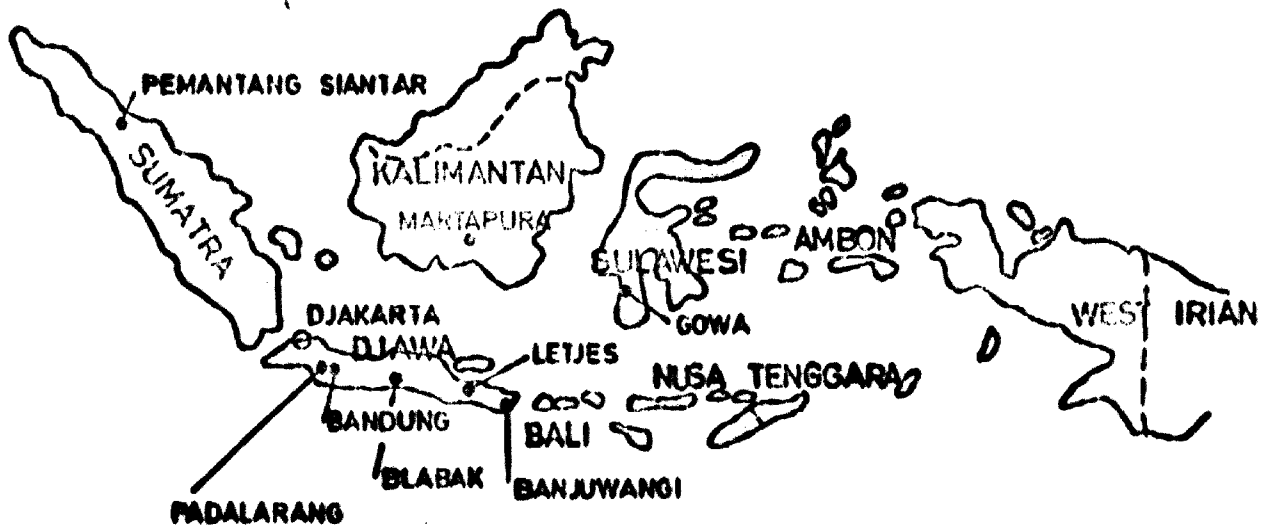 PEMANTANG SIANTAR
SUMATRA
KALIMANTAN
MARTAPURA
SULAWESI
AMBON
WEST IRIAN
GOWA
DJAKARTA
DJAWA
LETJES
NUSA TENGGARA
BANDUNG
BALI
BLABAK
BANJUWANGI
PADALARANG